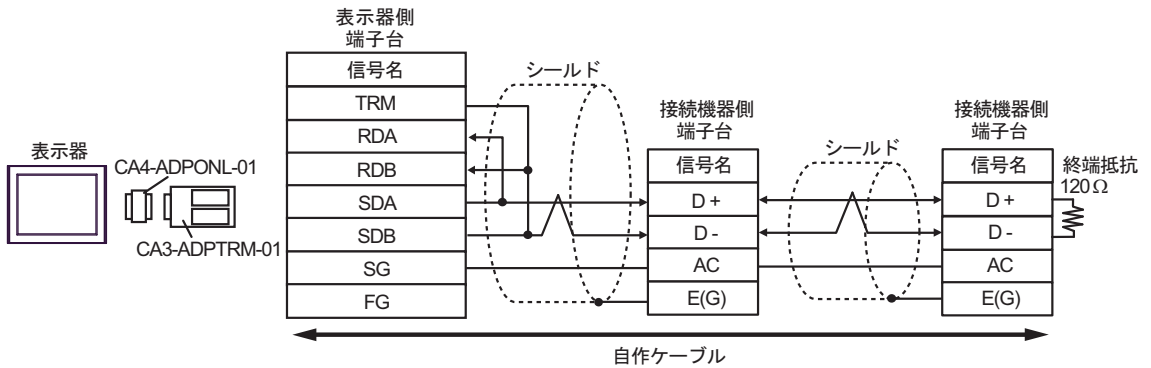 表示器
CA4-ADPONL-01
CA3-ADPTRM-01
表示器側
端子台
信号名
TRM
RDA
RDB
SDA
SDB
SG
FG
シールド
接続機器側
端子台
信号名
D +
D -
AC
E(G)
シールド
接続機器側
端子台
信号名
D +
D -
AC
E(G)
終端抵抗
120Ω
自作ケーブル